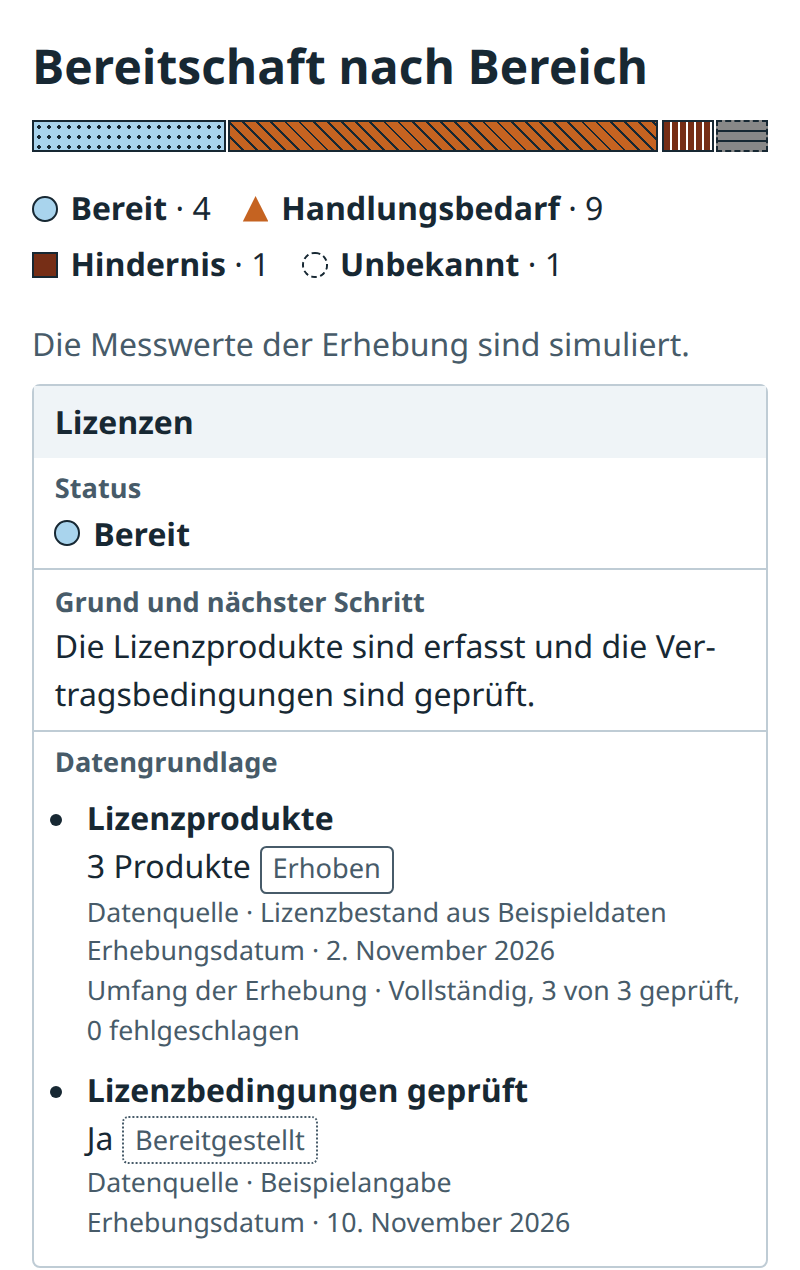 Bereitschaft nach Bereich
Bereit · 4 Handlungsbedarf · 9
Hindernis · 1 Unbekannt · 1
Die Messwerte der Erhebung sind simuliert.
Lizenzen
Status
Bereit
Grund und nächster Schritt
Die Lizenzprodukte sind erfasst und die Ver-
tragsbedingungen sind geprüft.
Datengrundlage
• Lizenzprodukte
3 Produkte Erhoben
Datenquelle · Lizenzbestand aus Beispieldaten
Erhebungsdatum · 2. November 2026
Umfang der Erhebung · Vollständig, 3 von 3 geprüft,
0 fehlgeschlagen
• Lizenzbedingungen geprüft
Ja Bereitgestellt
Datenquelle · Beispielangabe
Erhebungsdatum · 10. November 2026